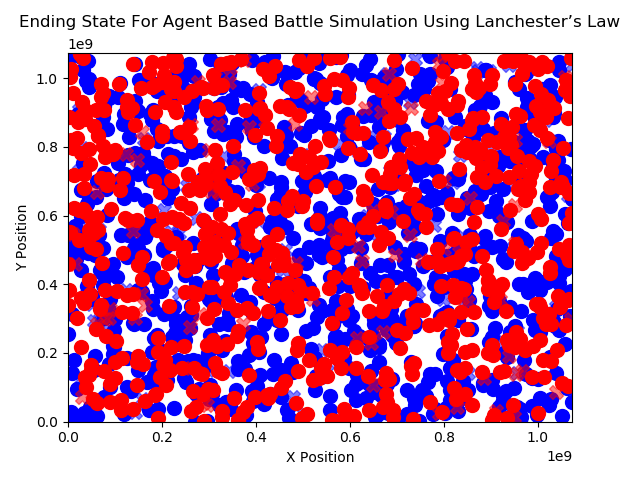 Ending State For Agent Based Battle Simulation Using Lanchester’s Law
1e9
1.0
0.8
0.6
0.4
0.2
0.0
Y Position
0.0 0.2 0.4 0.6 0.8 1.0
X Position
1e9